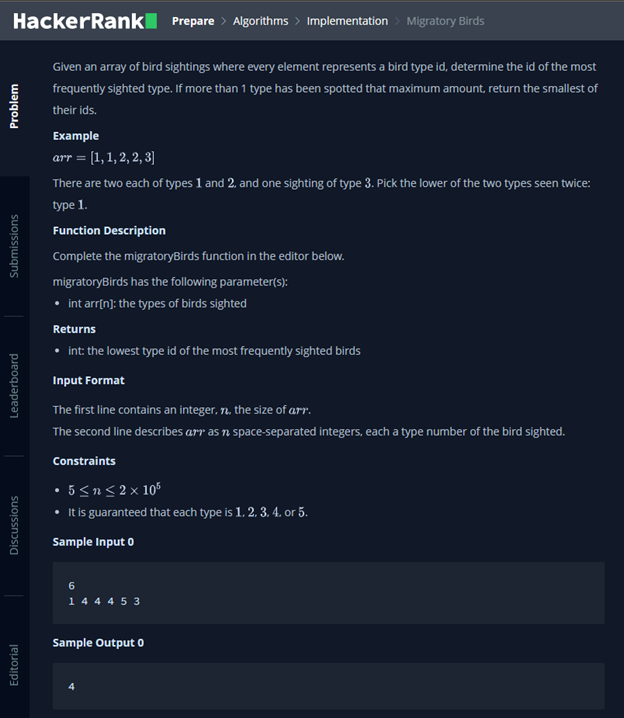 HackerRank Prepare > Algorithms > Implementation > Migratory Birds
Problem
Submissions
Leaderboard
Discussions
Editorial
Given an array of bird sightings where every element represents a bird type id, determine the id of the most
frequently sighted type. If more than 1 type has been spotted that maximum amount, return the smallest of
their ids.
Example
arr = [1, 1, 2, 2, 3]
There are two each of types 1 and 2, and one sighting of type 3. Pick the lower of the two types seen twice:
type 1.
Function Description
Complete the migratoryBirds function in the editor below.
migratoryBirds has the following parameter(s):
• int arr[n]: the types of birds sighted
Returns
• int: the lowest type id of the most frequently sighted birds
Input Format
The first line contains an integer, n, the size of arr.
The second line describes arr as n space-separated integers, each a type number of the bird sighted.
Constraints
• 5 ≤ n ≤ 2 × 10⁵
• It is guaranteed that each type is 1, 2, 3, 4, or 5.
Sample Input 0
6
1 4 4 4 5 3
Sample Output 0
4